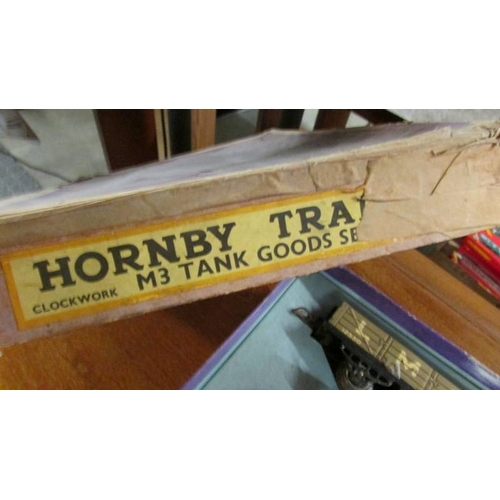 HORNBY TRA
CLOCKWORK M3 TANK GOODS SE